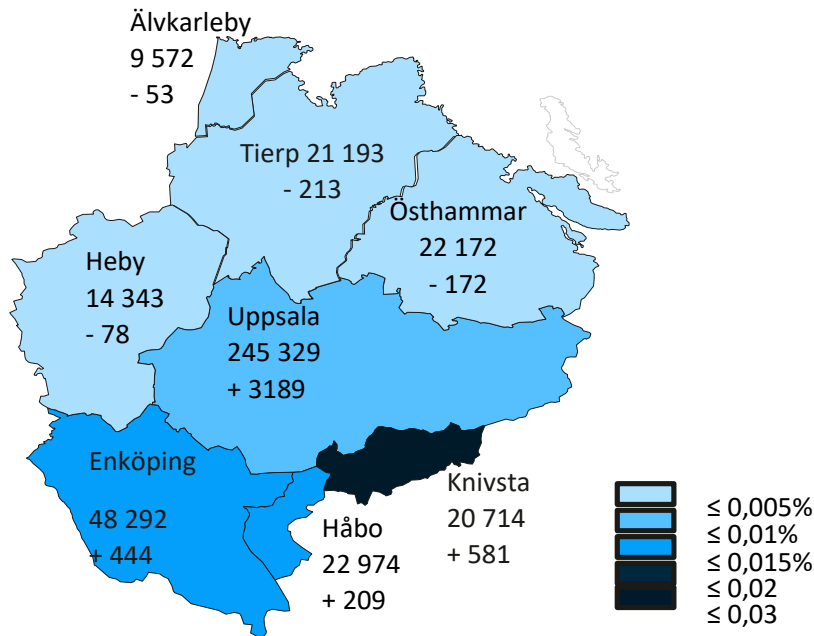 Älvkarleby
9 572
- 53
Tierp 21 193
- 213
Östhammar
22 172
- 172
Heby
14 343
- 78
Uppsala
245 329
+ 3189
Enköping
48 292
+ 444
Håbo
22 974
+ 209
Knivsta
20 714
+ 581
≤ 0,005%
≤ 0,01%
≤ 0,015%
≤ 0,02
≤ 0,03